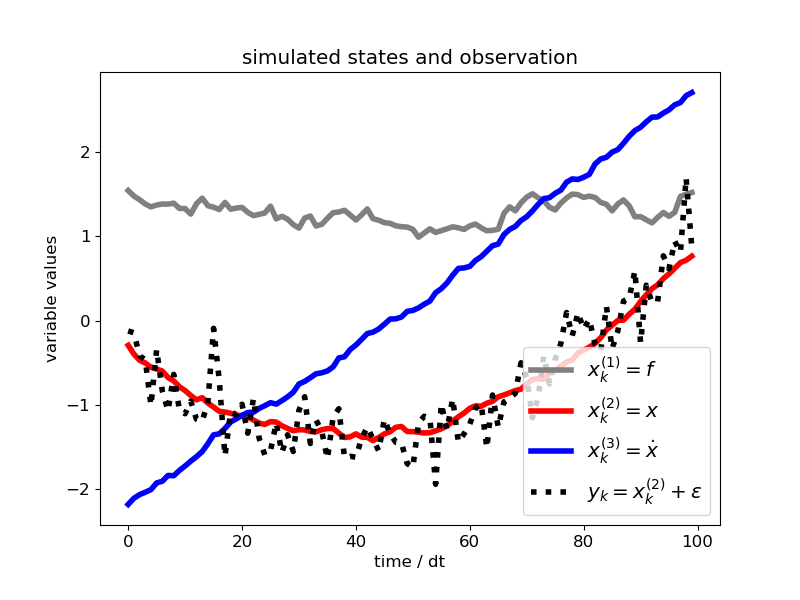 simulated states and observation
variable values
2
1
0
−1
−2
0 20 40 60 80 100
time / dt
x_k^{(1)} = f
x_k^{(2)} = x
x_k^{(3)} = ẋ
y_k = x_k^{(2)} + ε